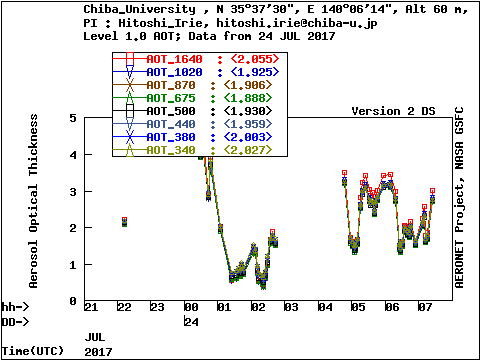 Chiba_University , N 35°37'30", E 140°06'14", Alt 60 m,
PI : Hitoshi_Irie, hitoshi.irie@chiba-u.jp
Level 1.0 AOT; Data from 24 JUL 2017
AOT_1640 : <2.055>
AOT_1020 : <1.925>
AOT_870 : <1.906>
AOT_675 : <1.888>
AOT_500 : <1.930>
AOT_440 : <1.959>
AOT_380 : <2.003>
AOT_340 : <2.027>
Version 2 DS
Aerosol Optical Thickness
5
4
3
2
1
0
AERONET Project, NASA GSFC
hh-> 21 22 23 00 01 02 03 04 05 06 07
DD-> 24
JUL
Time(UTC) 2017